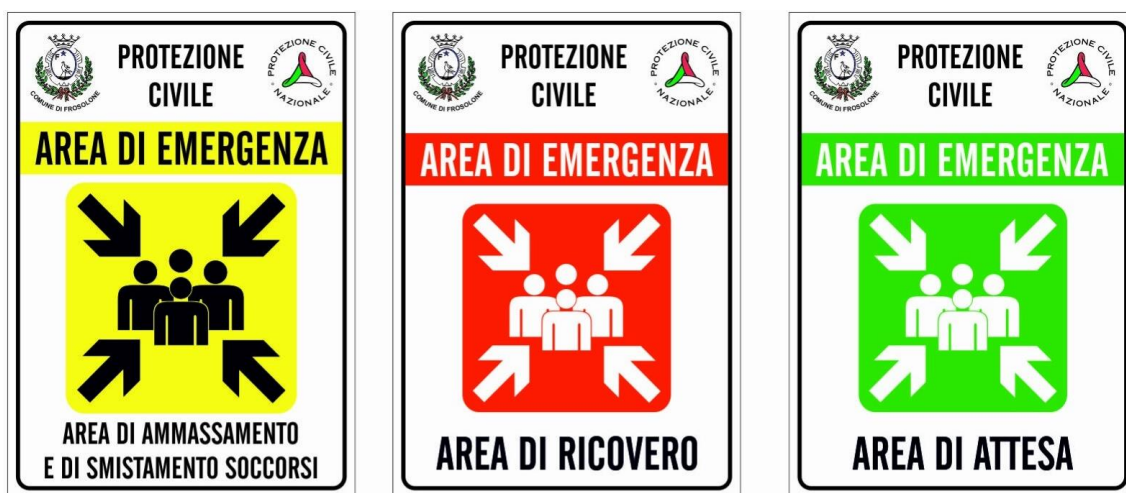 PROTEZIONE
CIVILE
COMUNE DI FROSOLONE
PROTEZIONE CIVILE
NAZIONALE
AREA DI EMERGENZA
AREA DI AMMASSAMENTO
E DI SMISTAMENTO SOCCORSI
PROTEZIONE
CIVILE
COMUNE DI FROSOLONE
PROTEZIONE CIVILE
NAZIONALE
AREA DI EMERGENZA
AREA DI RICOVERO
PROTEZIONE
CIVILE
COMUNE DI FROSOLONE
PROTEZIONE CIVILE
NAZIONALE
AREA DI EMERGENZA
AREA DI ATTESA